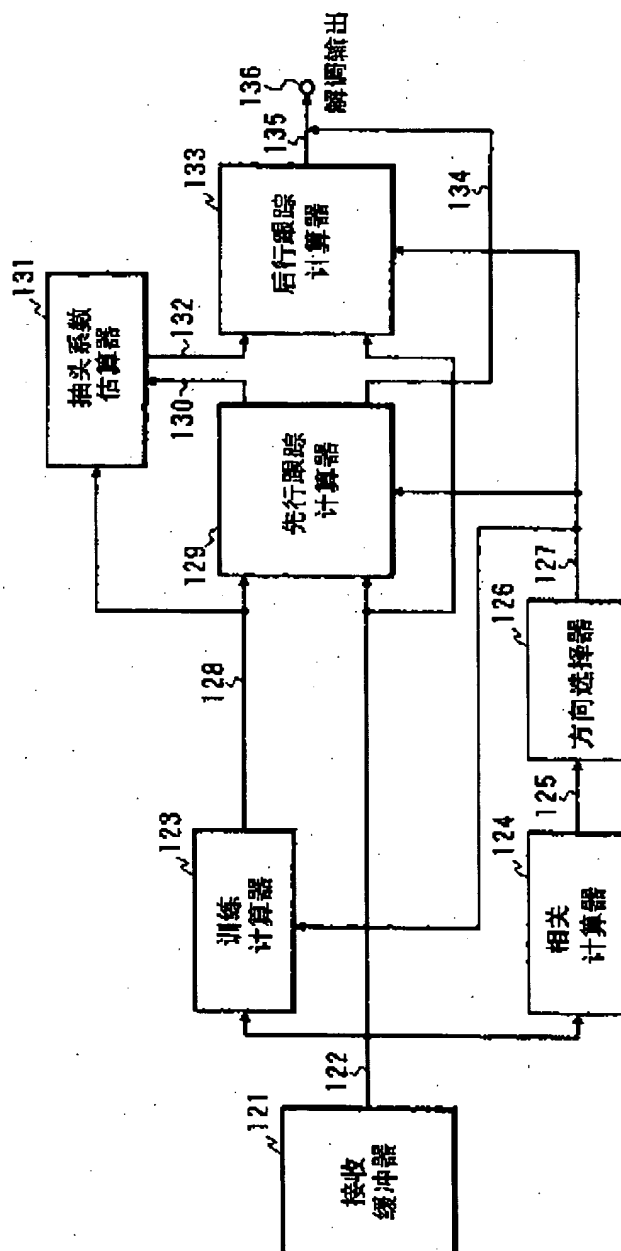 121
接收
缓冲器
122
123
训练
计算器
124
相关
计算器
125
126
方向选择器
127
128
129
先行跟踪
计算器
130
131
抽头系数
估算器
132
133
后行跟踪
计算器
134
135
136
解调输出